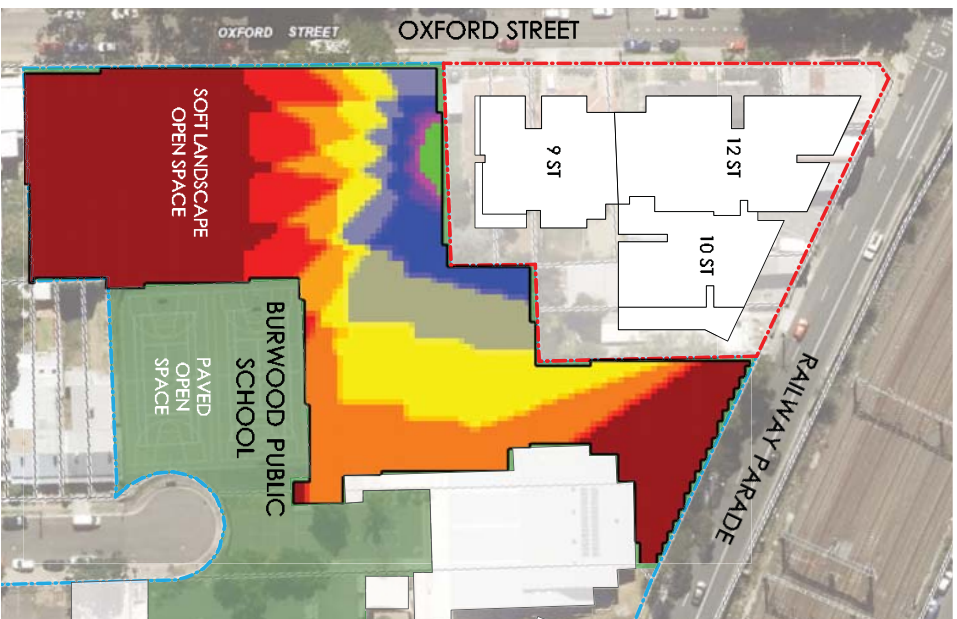 OXFORD STREET
OXFORD STREET
SOFT LANDSCAPE
OPEN SPACE
9 ST
12 ST
10 ST
BURWOOD PUBLIC
SCHOOL
PAVED
OPEN
SPACE
RAILWAY PARADE